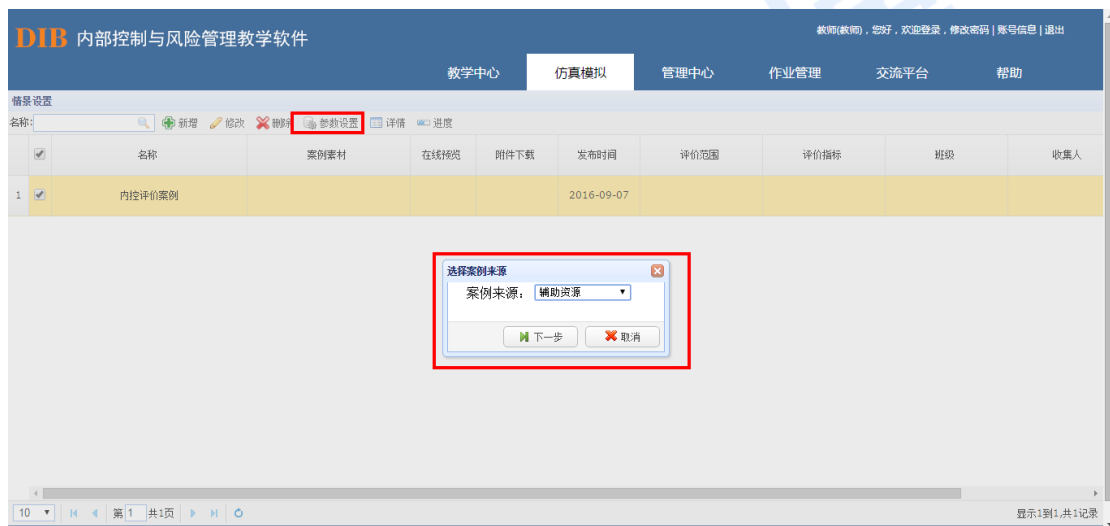 DIB 内部控制与风险管理教学软件
教师(教师)，您好，欢迎登录，修改密码|账号信息|退出
教学中心 仿真模拟 管理中心 作业管理 交流平台 帮助
情景设置
名称: 新增 修改 删除 参数设置 详情 进度
名称 案例素材 在线预览 附件下载 发布时间 评价范围 评价指标 班级 收集人
1 内控评价案例 2016-09-07
选择案例来源
案例来源: 辅助资源
下一步 取消
10 第 1 共1页 显示1到1,共1记录